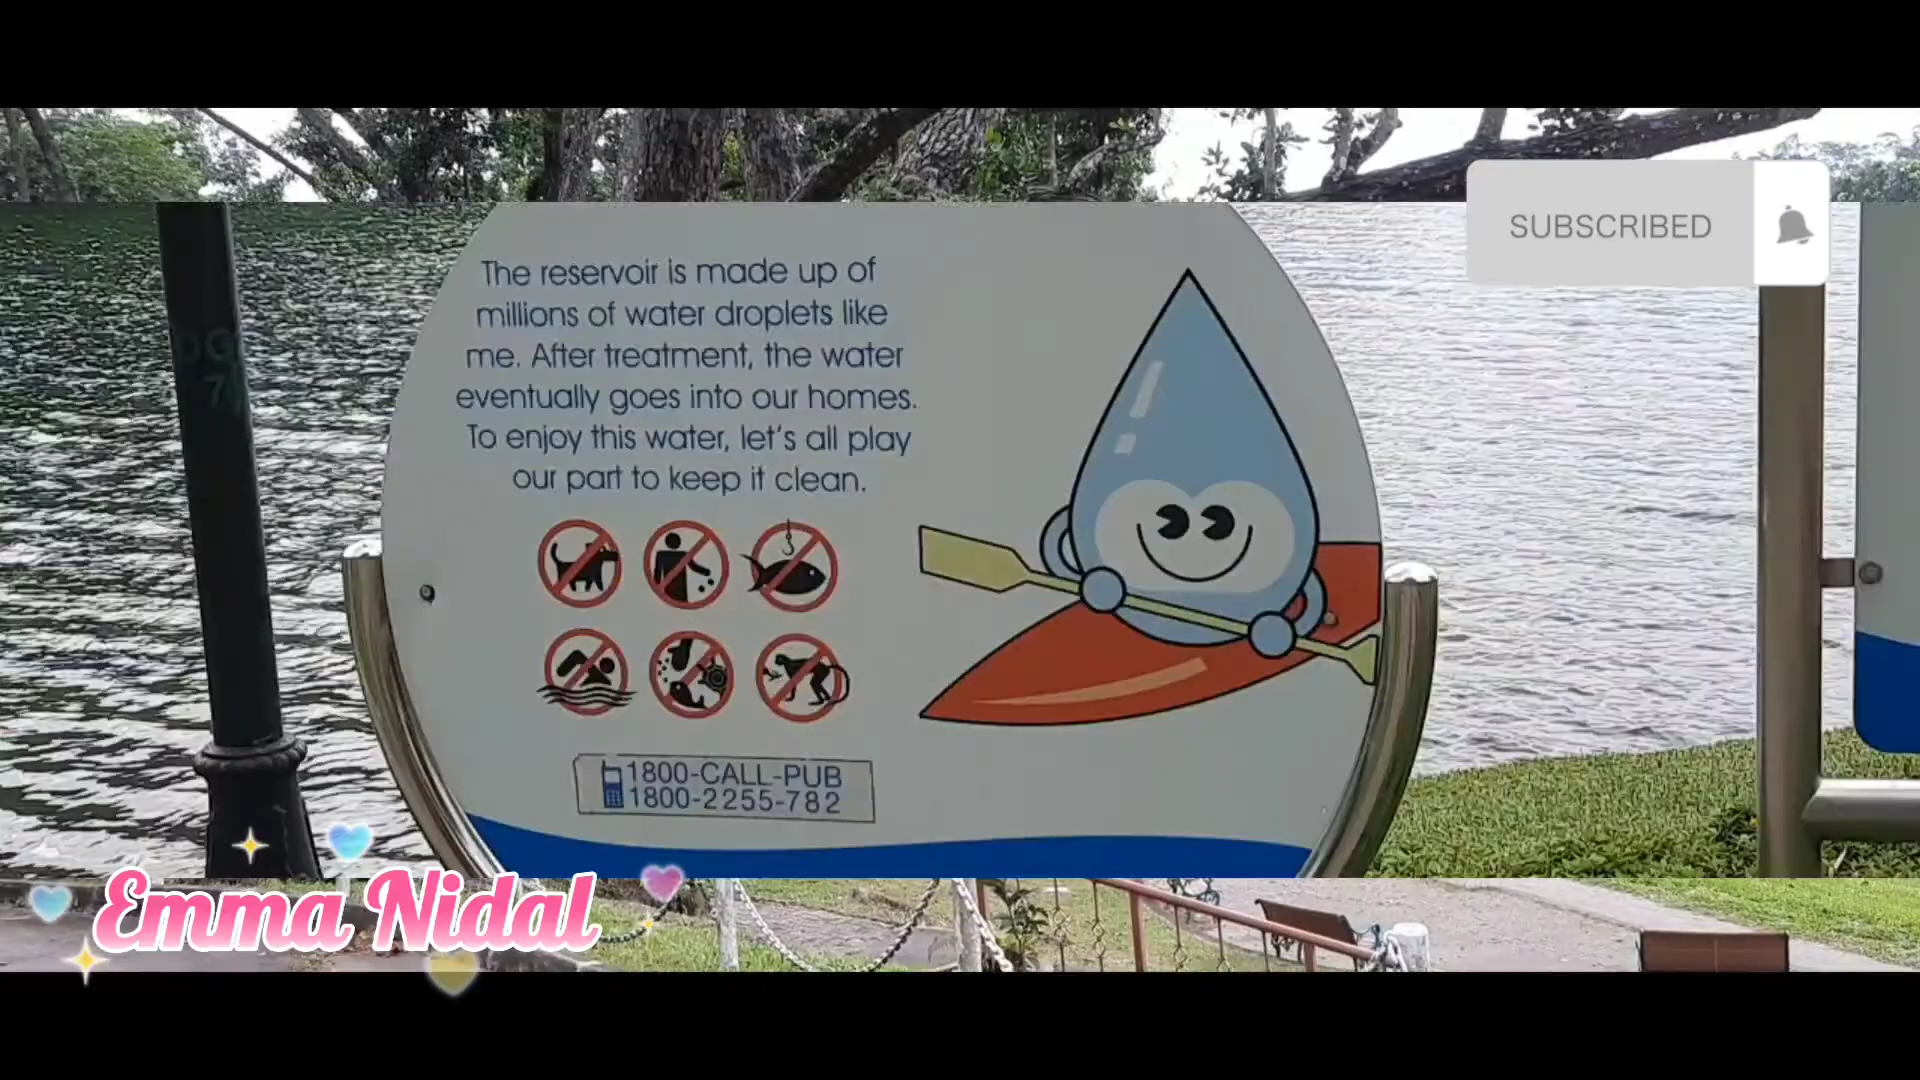 SUBSCRIBED
The reservoir is made up of
millions of water droplets like
me. After treatment, the water
eventually goes into our homes.
To enjoy this water, let's all play
our part to keep it clean.
1800-CALL-PUB
1800-2255-782
Emma Nidal